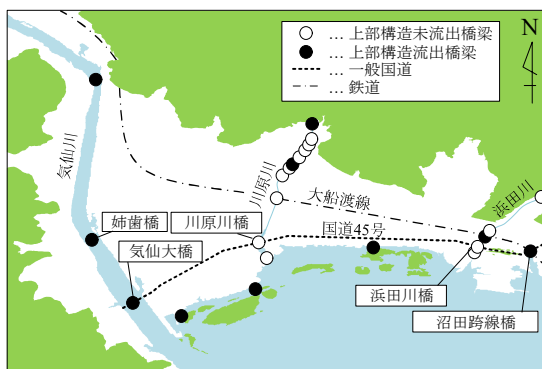 … 上部構造未流出橋梁
… 上部構造流出橋梁
… 一般国道
… 鉄道
N
気仙川
川原川
浜田川
大船渡線
姉歯橋
川原川橋
国道45号
気仙大橋
浜田川橋
沼田跨線橋